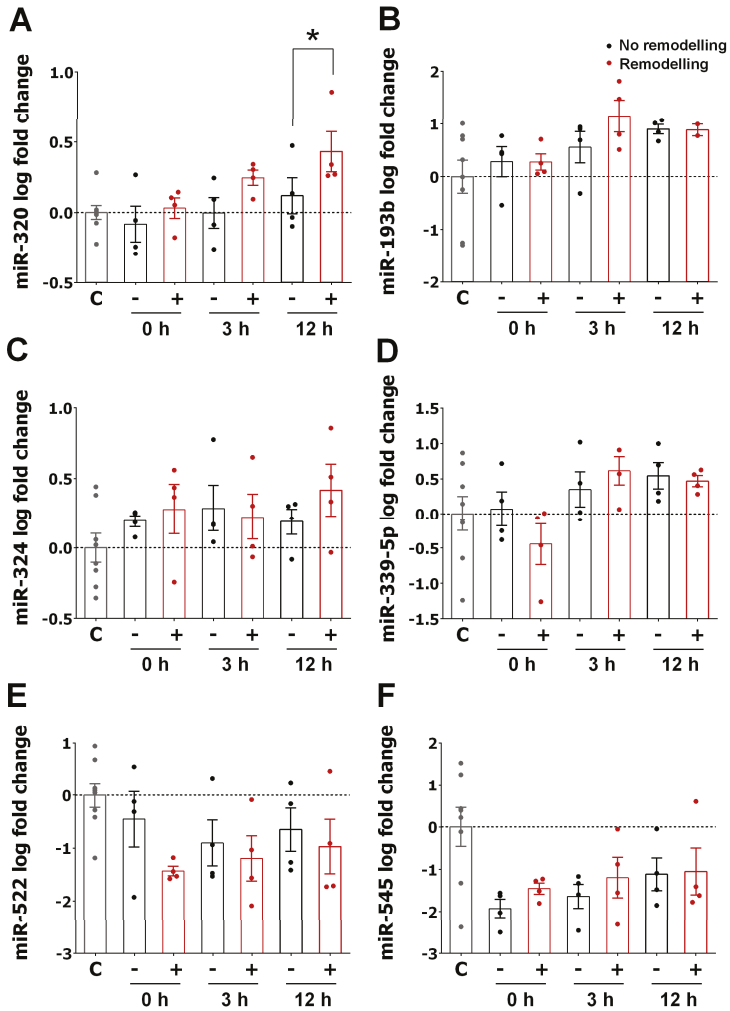 A
miR-320 log fold change
1.0
0.5
0.0
-0.5
*
C - + - + - +
0 h 3 h 12 h
B
No remodelling
Remodelling
miR-193b log fold change
2
1
0
1
2
C - + - + - +
0 h 3 h 12 h
C
miR-324 log fold change
1.0
0.5
0.0
-0.5
C - + - + - +
0 h 3 h 12 h
D
miR-339-5p log fold change
1.5
1.0
0.5
0.0
-0.5
-1.0
-1.5
C - + - + - +
0 h 3 h 12 h
E
miR-522 log fold change
1
0
-1
-2
-3
C - + - + - +
0 h 3 h 12 h
F
miR-545 log fold change
2
1
0
-1
-2
-3
C - + - + - +
0 h 3 h 12 h